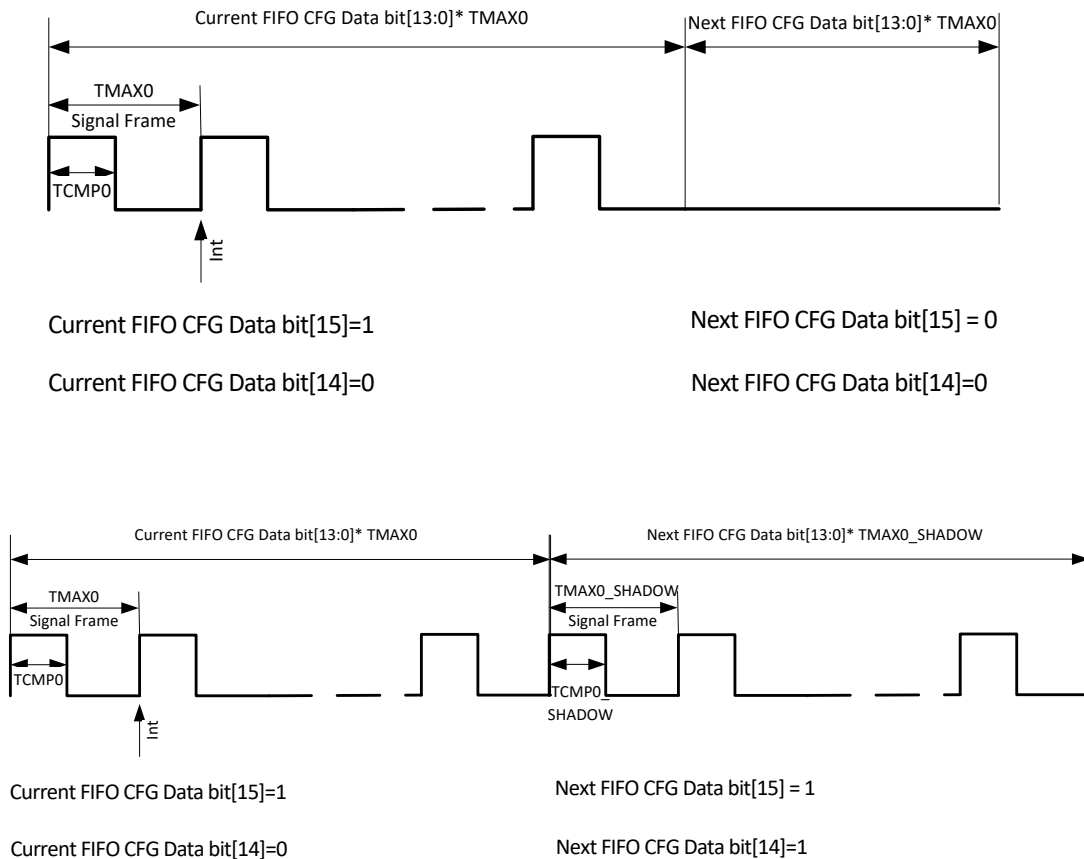 Current FIFO CFG Data bit[13:0]* TMAX0
Next FIFO CFG Data bit[13:0]* TMAX0
TMAX0
Signal Frame
TCMP0
Int
Current FIFO CFG Data bit[15]=1
Next FIFO CFG Data bit[15] = 0
Current FIFO CFG Data bit[14]=0
Next FIFO CFG Data bit[14]=0
Current FIFO CFG Data bit[13:0]* TMAX0
Next FIFO CFG Data bit[13:0]* TMAX0_SHADOW
TMAX0
Signal Frame
TMAX0_SHADOW
Signal Frame
TCMP0
TCMP0_
SHADOW
Int
Current FIFO CFG Data bit[15]=1
Next FIFO CFG Data bit[15] = 1
Current FIFO CFG Data bit[14]=0
Next FIFO CFG Data bit[14]=1